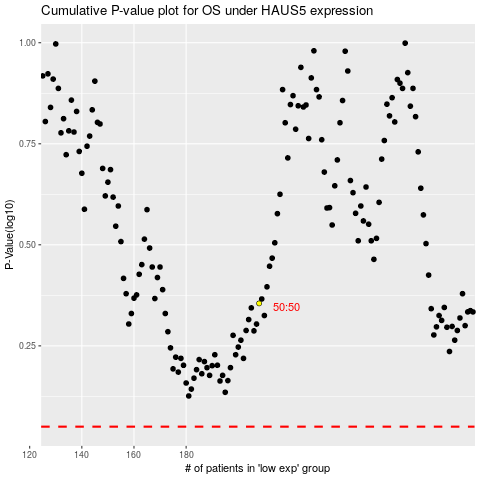 Cumulative P-value plot for OS under HAUS5 expression
1.00
0.75
0.50
0.25
P-Value(log10)
50:50
120 140 160 180
# of patients in 'low exp' group